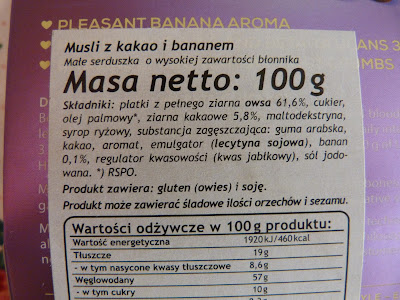 PLEASANT BANANA AROMA
Musli z kakao i bananem
Małe serduszka o wysokiej zawartości błonnika
Masa netto: 100g
Składniki: płatki z pełnego ziarna owsa 61,6%, cukier,
olej palmowy*, ziarna kakaowe 5,8%, maltodekstryna,
syrop ryżowy, substancja zagęszczająca: guma arabska,
kakao, aromat, emulgator (lecytyna sojowa), banan
0,1%, regulator kwasowości (kwas jabłkowy), sól jodo-
wana. *) RSPO.
Produkt zawiera: gluten (owies) i soję.
Produkt może zawierać śladowe ilości orzechów i sezamu.
Wartości odżywcze w 100g produktu:
Wartość energetyczna 1920kJ/460kcal
Tłuszcze 19g
- w tym nasycone kwasy tłuszczowe 8,6g
Węglowodany 57g
- w tym cukry 10g